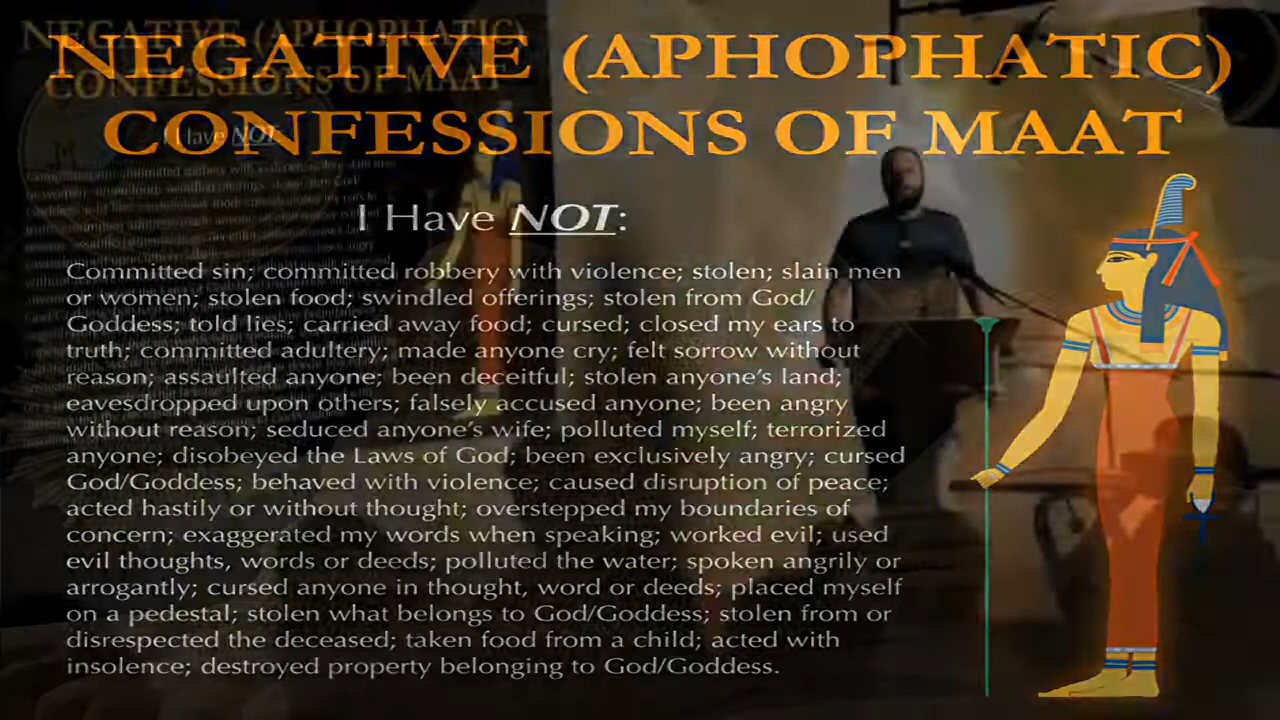 NEGATIVE (APHOPHATIC)
CONFESSIONS OF MAAT
I Have NOT:
Committed sin; committed robbery with violence; stolen; slain men
or women; stolen food; swindled offerings; stolen from God/
Goddess; told lies; carried away food; cursed; closed my ears to
truth; committed adultery; made anyone cry; felt sorrow without
reason; assaulted anyone; been deceitful; stolen anyone's land;
eavesdropped upon others; falsely accused anyone; been angry
without reason; seduced anyone's wife; polluted myself; terrorized
anyone; disobeyed the Laws of God; been exclusively angry; cursed
God/Goddess; behaved with violence; caused disruption of peace;
acted hastily or without thought; overstepped my boundaries of
concern; exaggerated my words when speaking; worked evil; used
evil thoughts, words or deeds; polluted the water; spoken angrily or
arrogantly; cursed anyone in thought, word or deeds; placed myself
on a pedestal; stolen what belongs to God/Goddess; stolen from or
disrespected the deceased; taken food from a child; acted with
insolence; destroyed property belonging to God/Goddess.
NEGATIVE (APHOPHATIC)
CONFESSIONS OF MAAT
I Have NOT: